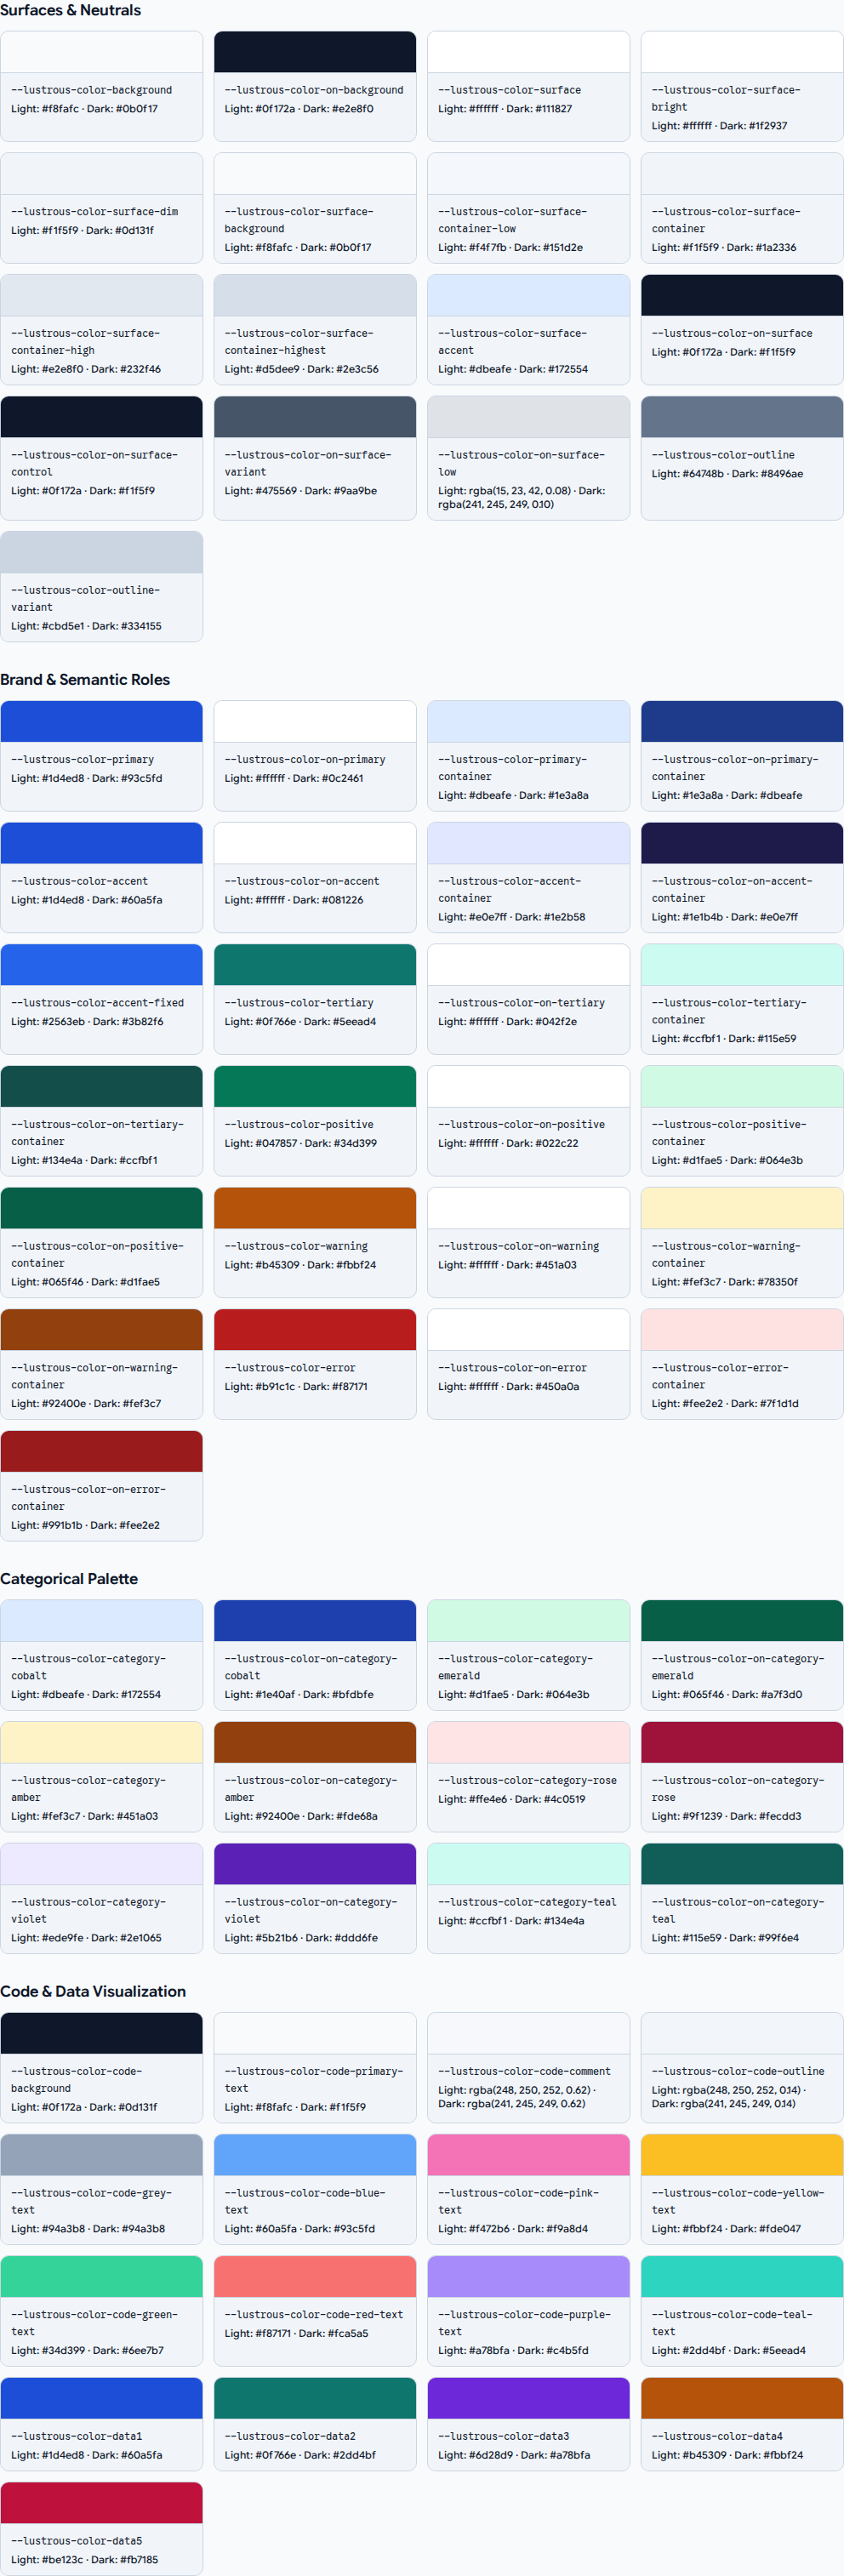 Surfaces & Neutrals
--lustrous-color-background
Light: #f8fafc · Dark: #0b0f17
--lustrous-color-on-background
Light: #0f172a · Dark: #e2e8f0
--lustrous-color-surface
Light: #ffffff · Dark: #111827
--lustrous-color-surface-
bright
Light: #ffffff · Dark: #1f2937
--lustrous-color-surface-dim
Light: #f1f5f9 · Dark: #0d131f
--lustrous-color-surface-
background
Light: #f8fafc · Dark: #0b0f17
--lustrous-color-surface-
container-low
Light: #f4f7fb · Dark: #151d2e
--lustrous-color-surface-
container
Light: #f1f5f9 · Dark: #1a2336
--lustrous-color-surface-
container-high
Light: #e2e8f0 · Dark: #232f46
--lustrous-color-surface-
container-highest
Light: #d5dee9 · Dark: #2e3c56
--lustrous-color-surface-
accent
Light: #dbeafe · Dark: #172554
--lustrous-color-on-surface
Light: #0f172a · Dark: #f1f5f9
--lustrous-color-on-surface-
control
Light: #0f172a · Dark: #f1f5f9
--lustrous-color-on-surface-
variant
Light: #475569 · Dark: #9aa9be
--lustrous-color-on-surface-
low
Light: rgba(15, 23, 42, 0.08) · Dark:
rgba(241, 245, 249, 0.10)
--lustrous-color-outline
Light: #64748b · Dark: #8496ae
--lustrous-color-outline-
variant
Light: #cbd5e1 · Dark: #334155
Brand & Semantic Roles
--lustrous-color-primary
Light: #1d4ed8 · Dark: #93c5fd
--lustrous-color-on-primary
Light: #ffffff · Dark: #0c2461
--lustrous-color-primary-
container
Light: #dbeafe · Dark: #1e3a8a
--lustrous-color-on-primary-
container
Light: #1e3a8a · Dark: #dbeafe
--lustrous-color-accent
Light: #1d4ed8 · Dark: #60a5fa
--lustrous-color-on-accent
Light: #ffffff · Dark: #081226
--lustrous-color-accent-
container
Light: #e0e7ff · Dark: #1e2b58
--lustrous-color-on-accent-
container
Light: #1e1b4b · Dark: #e0e7ff
--lustrous-color-accent-fixed
Light: #2563eb · Dark: #3b82f6
--lustrous-color-tertiary
Light: #0f766e · Dark: #5eead4
--lustrous-color-on-tertiary
Light: #ffffff · Dark: #042f2e
--lustrous-color-tertiary-
container
Light: #ccfbf1 · Dark: #115e59
--lustrous-color-on-tertiary-
container
Light: #134e4a · Dark: #ccfbf1
--lustrous-color-positive
Light: #047857 · Dark: #34d399
--lustrous-color-on-positive
Light: #ffffff · Dark: #022c22
--lustrous-color-positive-
container
Light: #d1fae5 · Dark: #064e3b
--lustrous-color-on-positive-
container
Light: #065f46 · Dark: #d1fae5
--lustrous-color-warning
Light: #b45309 · Dark: #fbbf24
--lustrous-color-on-warning
Light: #ffffff · Dark: #451a03
--lustrous-color-warning-
container
Light: #fef3c7 · Dark: #78350f
--lustrous-color-on-warning-
container
Light: #92400e · Dark: #fef3c7
--lustrous-color-error
Light: #b91c1c · Dark: #f87171
--lustrous-color-on-error
Light: #ffffff · Dark: #450a0a
--lustrous-color-error-
container
Light: #fee2e2 · Dark: #7f1d1d
--lustrous-color-on-error-
container
Light: #991b1b · Dark: #fee2e2
Categorical Palette
--lustrous-color-category-
cobalt
Light: #dbeafe · Dark: #172554
--lustrous-color-on-category-
cobalt
Light: #1e40af · Dark: #bfdbfe
--lustrous-color-category-
emerald
Light: #d1fae5 · Dark: #064e3b
--lustrous-color-on-category-
emerald
Light: #065f46 · Dark: #a7f3d0
--lustrous-color-category-
amber
Light: #fef3c7 · Dark: #451a03
--lustrous-color-on-category-
amber
Light: #92400e · Dark: #fde68a
--lustrous-color-category-rose
Light: #ffe4e6 · Dark: #4c0519
--lustrous-color-on-category-
rose
Light: #9f1239 · Dark: #fecdd3
--lustrous-color-category-
violet
Light: #ede9fe · Dark: #2e1065
--lustrous-color-on-category-
violet
Light: #5b21b6 · Dark: #ddd6fe
--lustrous-color-category-teal
Light: #ccfbf1 · Dark: #134e4a
--lustrous-color-on-category-
teal
Light: #115e59 · Dark: #99f6e4
Code & Data Visualization
--lustrous-color-code-
background
Light: #0f172a · Dark: #0d131f
--lustrous-color-code-primary-
text
Light: #f8fafc · Dark: #f1f5f9
--lustrous-color-code-comment
Light: rgba(248, 250, 252, 0.62) ·
Dark: rgba(241, 245, 249, 0.62)
--lustrous-color-code-outline
Light: rgba(248, 250, 252, 0.14) ·
Dark: rgba(241, 245, 249, 0.14)
--lustrous-color-code-grey-
text
Light: #94a3b8 · Dark: #94a3b8
--lustrous-color-code-blue-
text
Light: #60a5fa · Dark: #93c5fd
--lustrous-color-code-pink-
text
Light: #f472b6 · Dark: #f9a8d4
--lustrous-color-code-yellow-
text
Light: #fbbf24 · Dark: #fde047
--lustrous-color-code-green-
text
Light: #34d399 · Dark: #6ee7b7
--lustrous-color-code-red-text
Light: #f87171 · Dark: #fca5a5
--lustrous-color-code-purple-
text
Light: #a78bfa · Dark: #c4b5fd
--lustrous-color-code-teal-
text
Light: #2dd4bf · Dark: #5eead4
--lustrous-color-data1
Light: #1d4ed8 · Dark: #60a5fa
--lustrous-color-data2
Light: #0f766e · Dark: #2dd4bf
--lustrous-color-data3
Light: #6d28d9 · Dark: #a78bfa
--lustrous-color-data4
Light: #b45309 · Dark: #fbbf24
--lustrous-color-data5
Light: #be123c · Dark: #fb7185